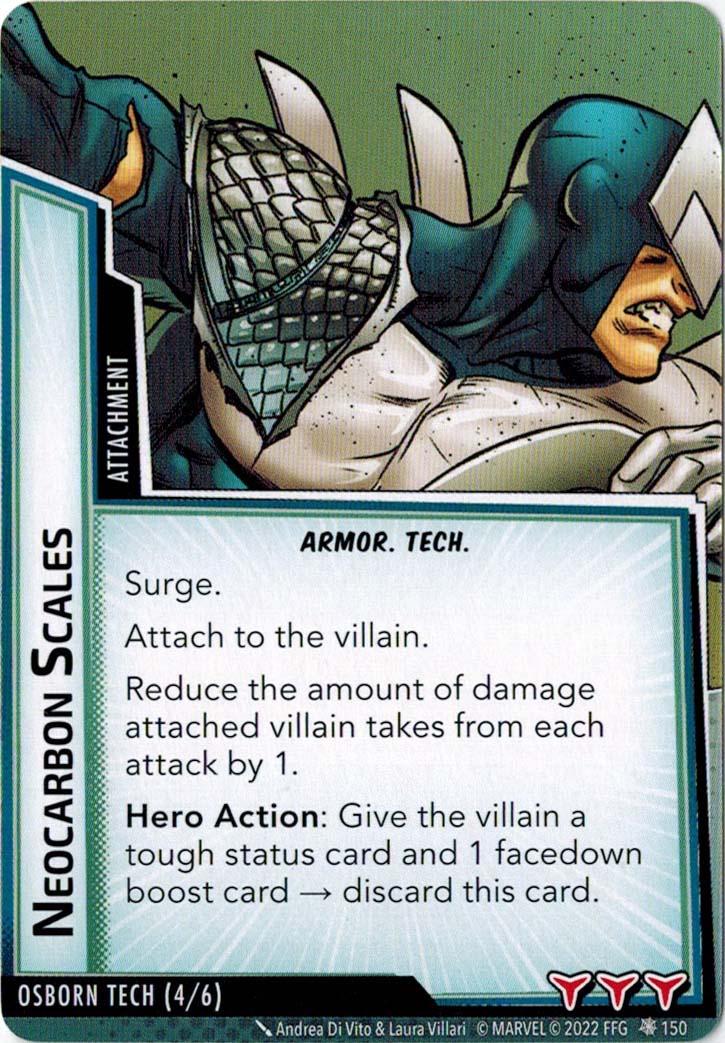 ATTACHMENT
NEOCARBON SCALES
ARMOR. TECH.
Surge.
Attach to the villain.
Reduce the amount of damage
attached villain takes from each
attack by 1.
Hero Action: Give the villain a
tough status card and 1 facedown
boost card → discard this card.
OSBORN TECH (4/6)
Andrea Di Vito & Laura Villari © MARVEL © 2022 FFG 150